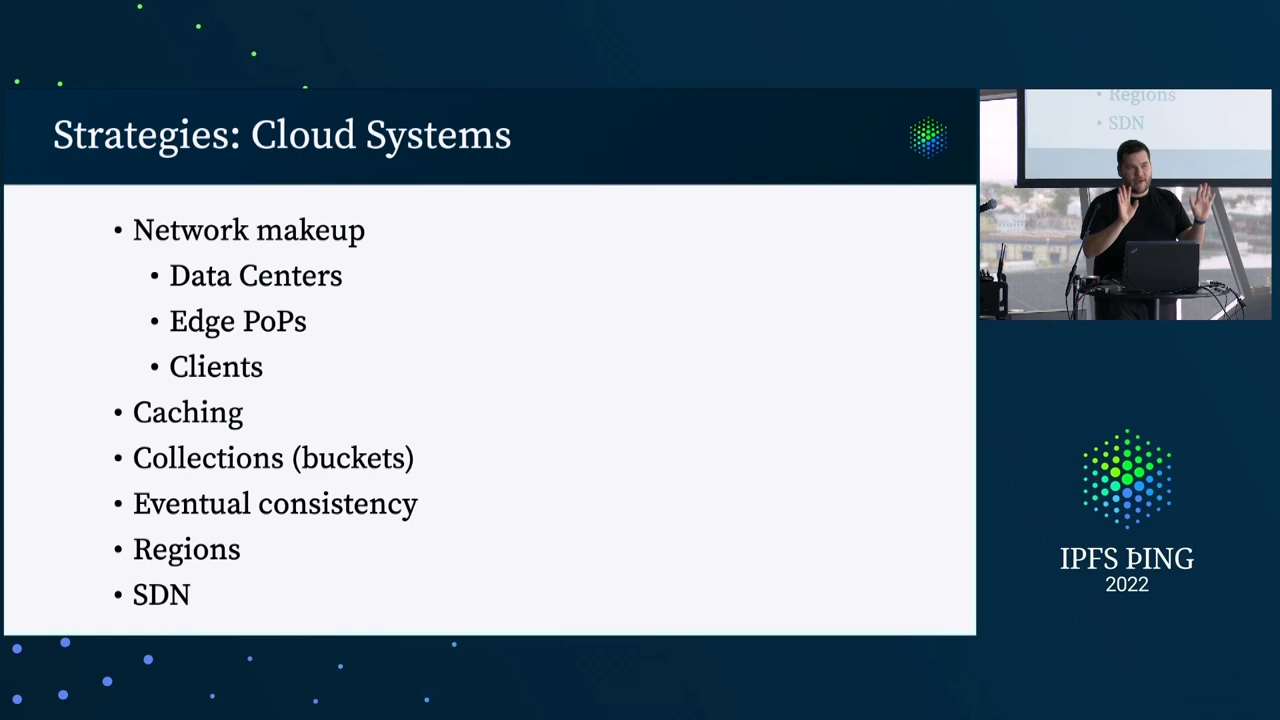 Strategies: Cloud Systems
• Network makeup
• Data Centers
• Edge PoPs
• Clients
• Caching
• Collections (buckets)
• Eventual consistency
• Regions
• SDN
• Regions
• SDN
IPFS ÞING
2022